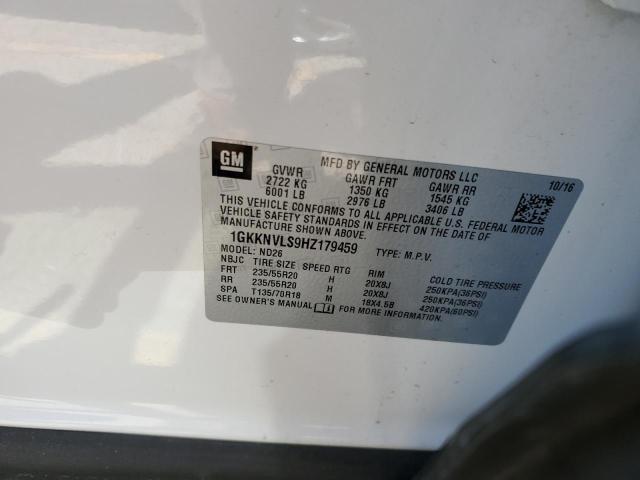 GM
MFD BY GENERAL MOTORS LLC 10/16
GVWR GAWR FRT GAWR RR
2722 KG 1350 KG 1545 KG
6001 LB 2976 LB 3406 LB
THIS VEHICLE CONFORMS TO ALL APPLICABLE U.S. FEDERAL MOTOR
VEHICLE SAFETY STANDARDS IN EFFECT ON THE DATE OF
MANUFACTURE SHOWN ABOVE.
1GKKNVLS9HZ179459 TYPE: M.P.V.
MODEL: ND26
NBJC TIRE SIZE SPEED RTG RIM COLD TIRE PRESSURE
FRT 235/55R20 H 20X8J 250KPA(36PSI)
RR 235/55R20 H 20X8J 250KPA(36PSI)
SPA T135/70R18 M 18X4.5B 420KPA(60PSI)
SEE OWNER'S MANUAL FOR MORE INFORMATION.